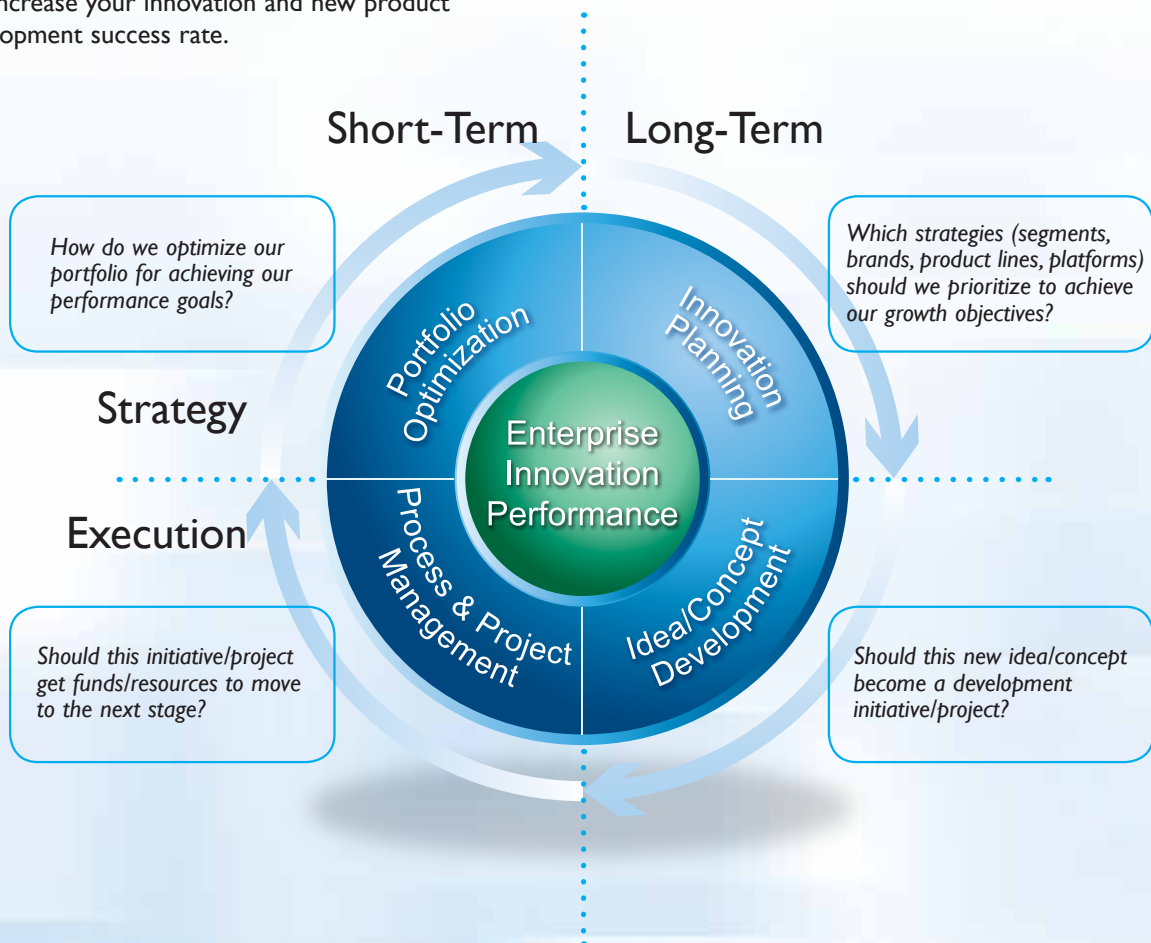 ncrease your innovation and new product
opment success rate.
Short-Term
Long-Term
How do we optimize our
portfolio for achieving our
performance goals?
Which strategies (segments,
brands, product lines, platforms)
should we prioritize to achieve
our growth objectives?
Portfolio
Optimization
Innovation
Planning
Strategy
Enterprise
Innovation
Performance
Execution
Process & Project
Management
Idea/Concept
Development
Should this initiative/project
get funds/resources to move
to the next stage?
Should this new idea/concept
become a development
initiative/project?